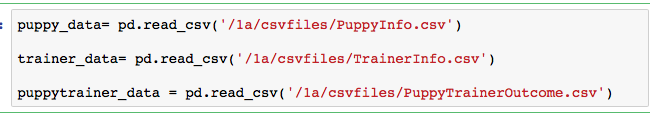 puppy_data= pd.read_csv('/1a/csvfiles/PuppyInfo.csv')
trainer_data= pd.read_csv('/1a/csvfiles/TrainerInfo.csv')
puppytrainer_data = pd.read_csv('/1a/csvfiles/PuppyTrainerOutcome.csv')